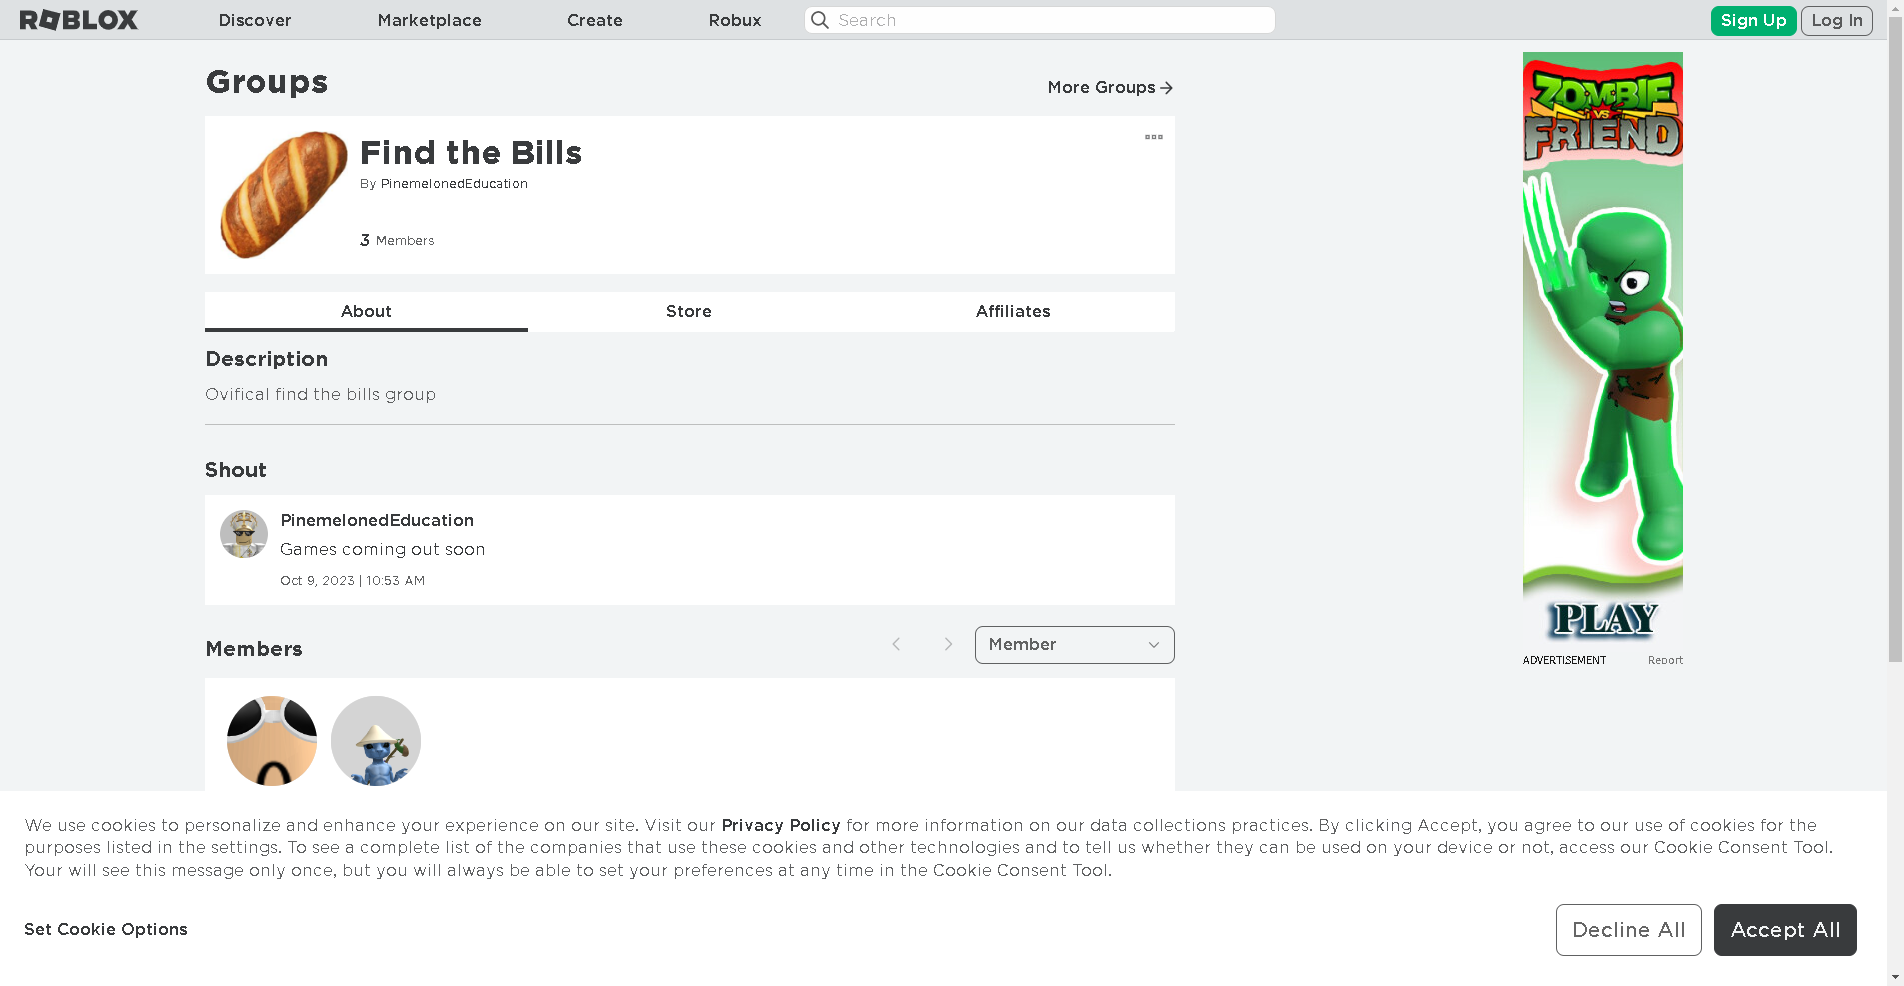 ROBLOX
Discover
Marketplace
Create
Robux
Search
Sign Up
Log In
Groups
More Groups
Find the Bills
By PinemelonedEducation
3 Members
About
Store
Affiliates
Description
Ovifical find the bills group
Shout
PinemelonedEducation
Games coming out soon
Oct 9, 2023 | 10:53 AM
Members
Member
ZOMBIE
VS
FRIEND
PLAY
ADVERTISEMENT
Report
We use cookies to personalize and enhance your experience on our site. Visit our Privacy Policy for more information on our data collections practices. By clicking Accept, you agree to our use of cookies for the
purposes listed in the settings. To see a complete list of the companies that use these cookies and other technologies and to tell us whether they can be used on your device or not, access our Cookie Consent Tool.
Your will see this message only once, but you will always be able to set your preferences at any time in the Cookie Consent Tool.
Set Cookie Options
Decline All
Accept All